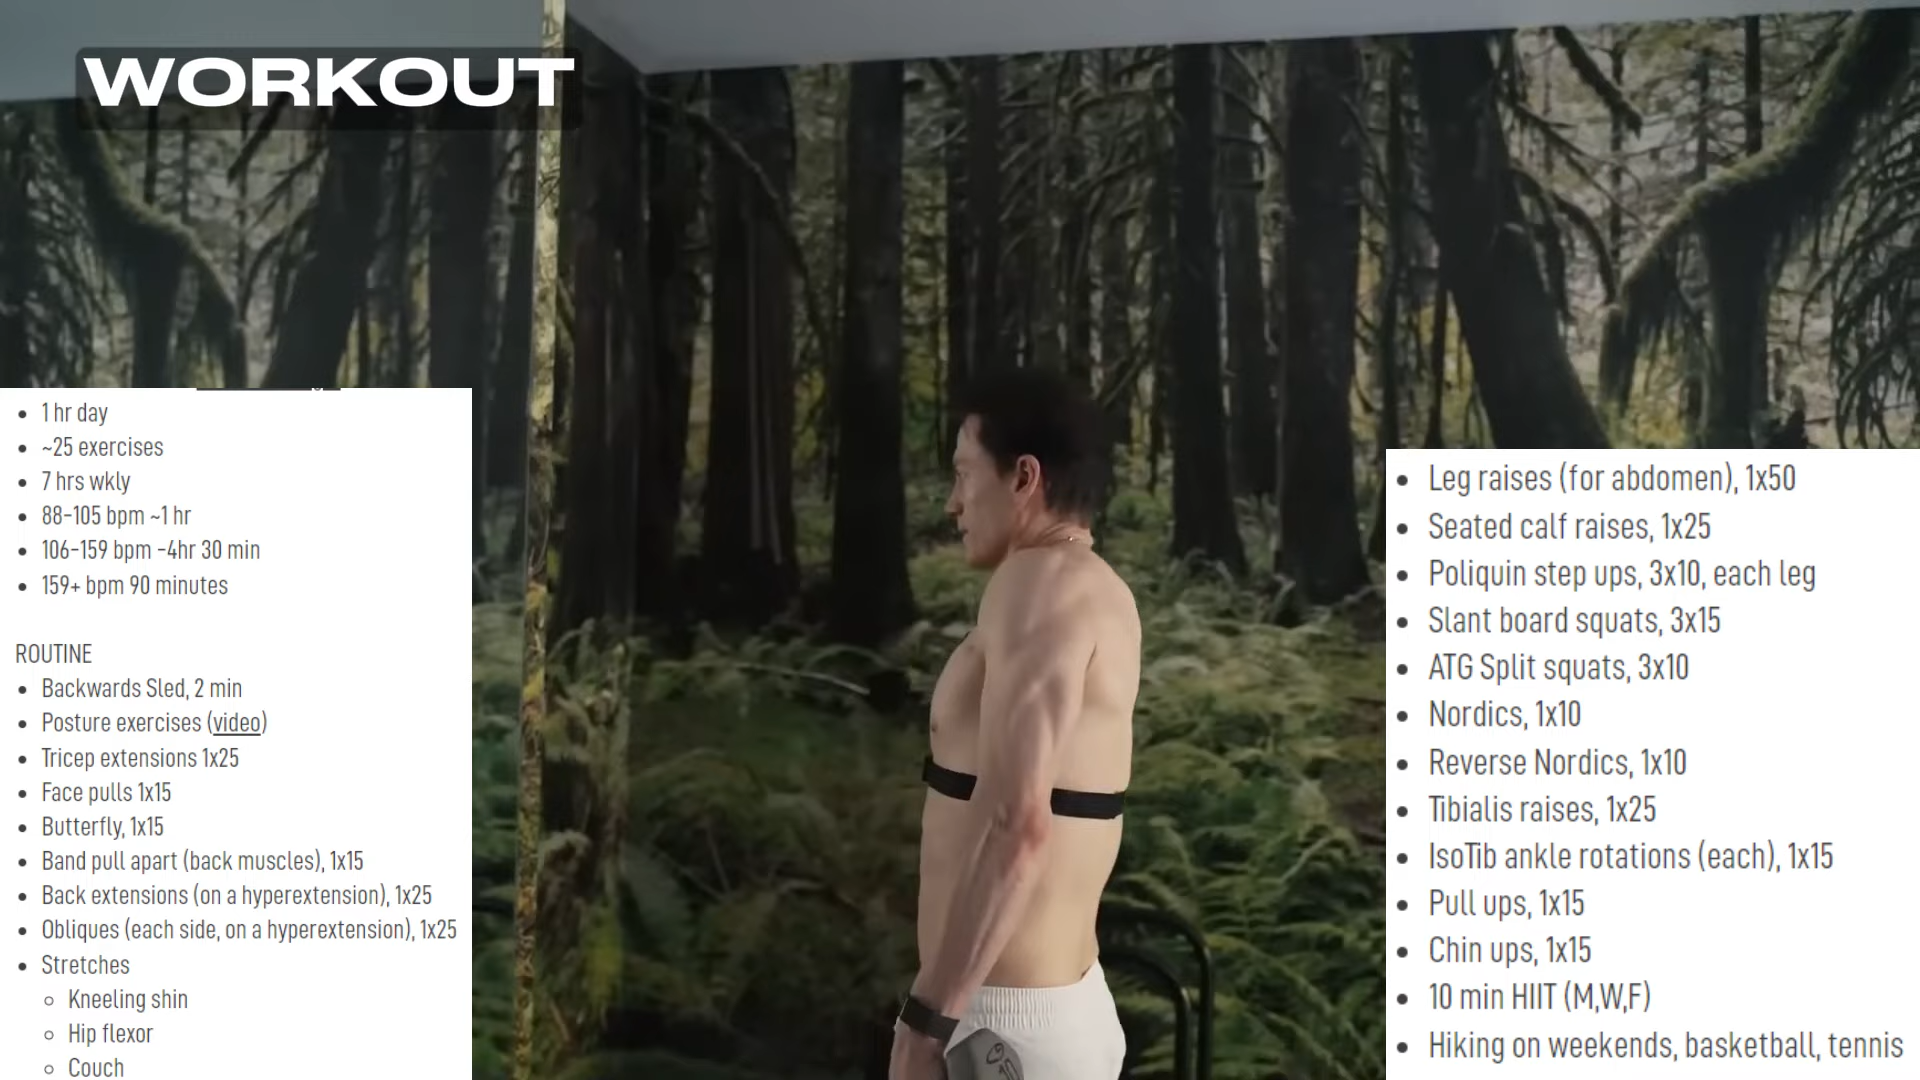 WORKOUT
• 1 hr day
• ~25 exercises
• 7 hrs wkly
• 88-105 bpm ~1 hr
• 106-159 bpm ~4hr 30 min
• 159+ bpm 90 minutes
ROUTINE
• Backwards Sled, 2 min
• Posture exercises (video)
• Tricep extensions 1x25
• Face pulls 1x15
• Butterfly, 1x15
• Band pull apart (back muscles), 1x15
• Back extensions (on a hyperextension), 1x25
• Obliques (each side, on a hyperextension), 1x25
• Stretches
◦ Kneeling shin
◦ Hip flexor
◦ Couch
• Leg raises (for abdomen), 1x50
• Seated calf raises, 1x25
• Poliquin step ups, 3x10, each leg
• Slant board squats, 3x15
• ATG Split squats, 3x10
• Nordics, 1x10
• Reverse Nordics, 1x10
• Tibialis raises, 1x25
• IsoTib ankle rotations (each), 1x15
• Pull ups, 1x15
• Chin ups, 1x15
• 10 min HIIT (M,W,F)
• Hiking on weekends, basketball, tennis